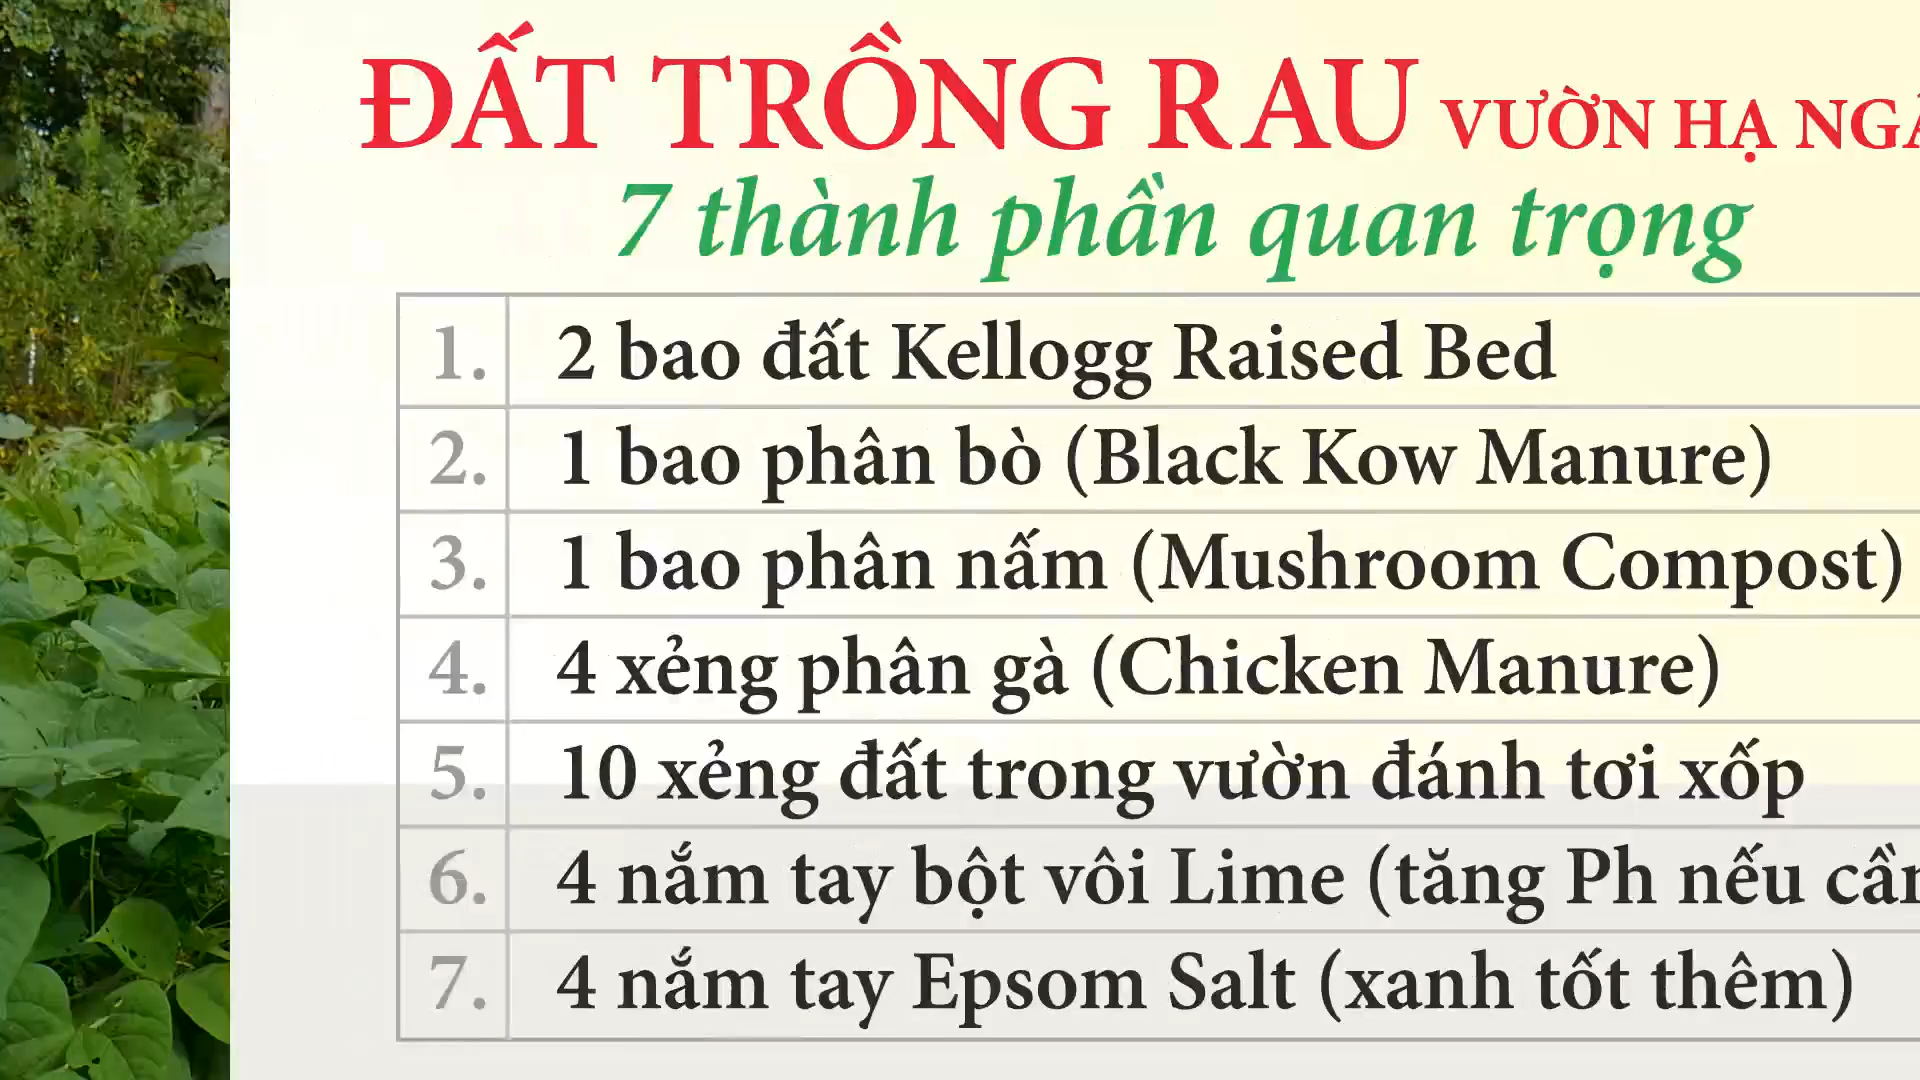 ĐẤT TRỒNG RAU VƯỜN HẠ
7 thành phần quan trọng
1. 2 bao đất Kellogg Raised Bed
2. 1 bao phân bò (Black Kow Manure)
3. 1 bao phân nấm (Mushroom Compost)
4. 4 xẻng phân gà (Chicken Manure)
5. 10 xẻng đất trong vườn đánh tơi xốp
6. 4 nắm tay bột vôi Lime (tăng Ph nếu
7. 4 nắm tay Epsom Salt (xanh tốt thêm)